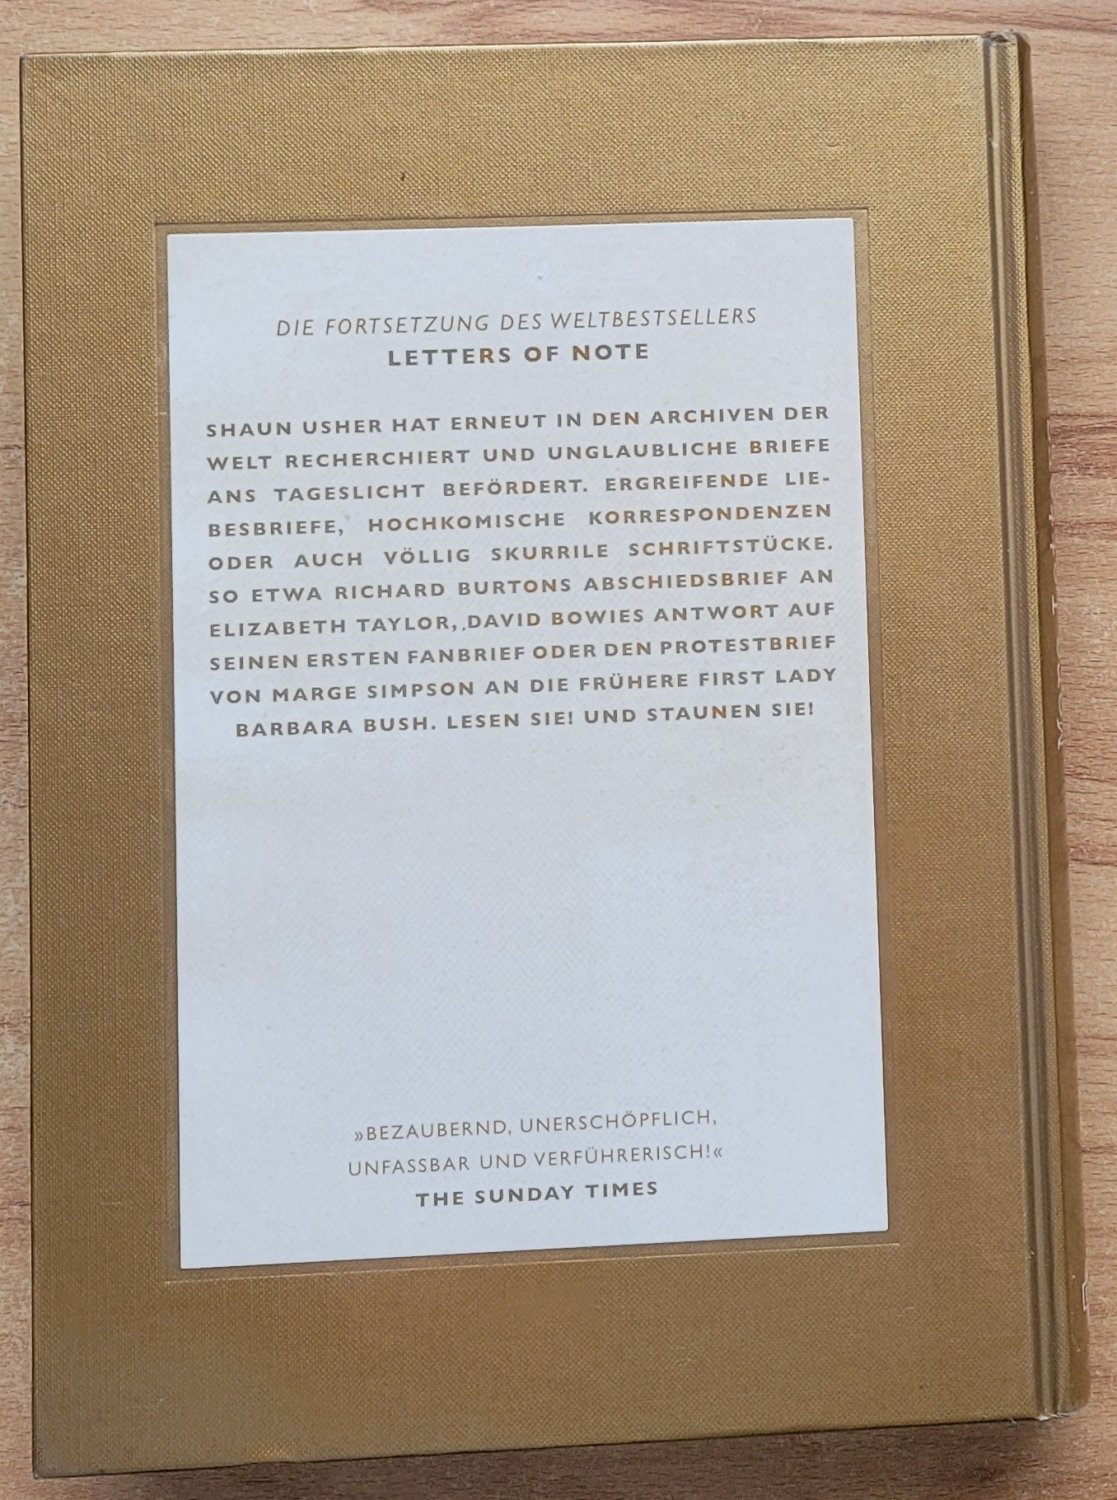 DIE FORTSETZUNG DES WELTBESTSELLERS
LETTERS OF NOTE
SHAUN USHER HAT ERNEUT IN DEN ARCHIVEN DER
WELT RECHERCHIERT UND UNGLAUBLICHE BRIEFE
ANS TAGESLICHT BEFÖRDERT. ERGREIFENDE LIE-
BESBRIEFE, HOCHKOMISCHE KORRESPONDENZEN
ODER AUCH VÖLLIG SKURRILE SCHRIFTSTÜCKE.
SO ETWA RICHARD BURTONS ABSCHIEDSBRIEF AN
ELIZABETH TAYLOR, DAVID BOWIES ANTWORT AUF
SEINEN ERSTEN FANBRIEF ODER DEN PROTESTBRIEF
VON MARGE SIMPSON AN DIE FRÜHERE FIRST LADY
BARBARA BUSH. LESEN SIE! UND STAUNEN SIE!
»BEZAUBERND, UNERSCHÖPFLICH,
UNFASSBAR UND VERFÜHRERISCH!«
THE SUNDAY TIMES